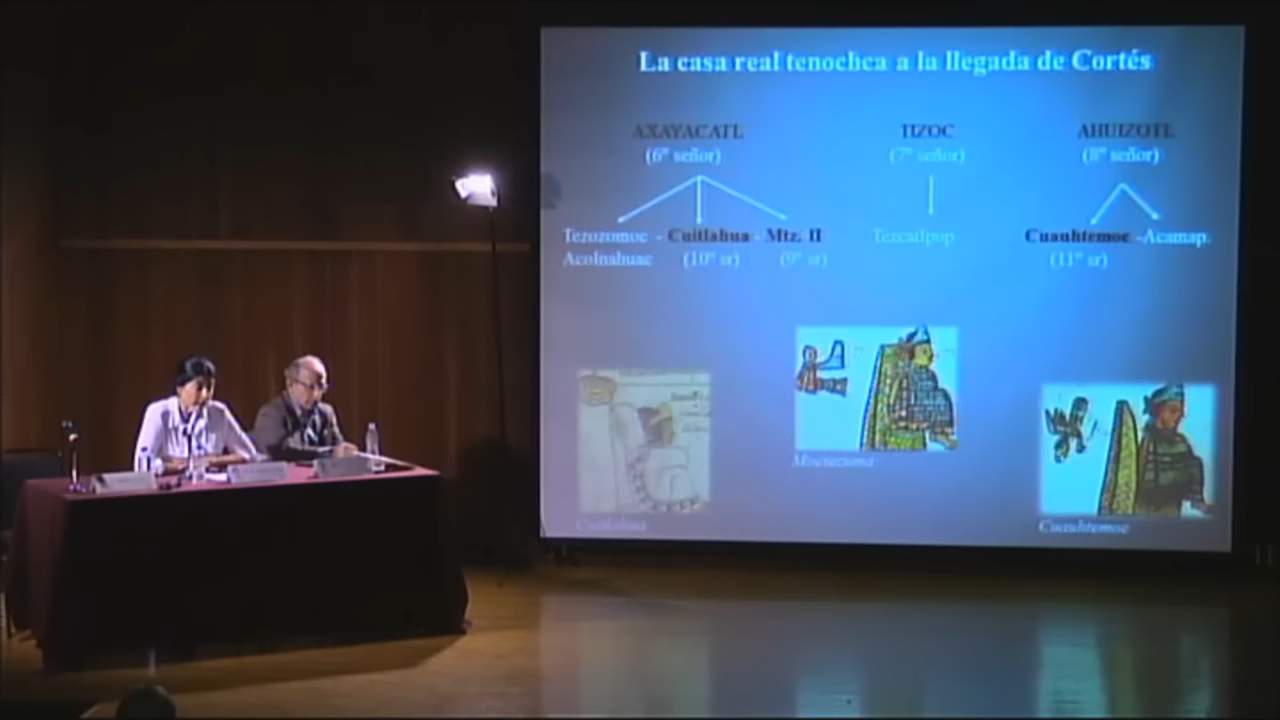 La casa real tenochca a la llegada de Cortés
AXAYACATL TIZOC AHUIZOTL
(6º señor) (7º señor) (8º señor)
Tezozomoc - Cuitlahua - Mtz. II Tezcatlpop Cuauhtemoc -Acamap.
Acolnahuac (10º sr) (9º sr) (11º sr)
Moctezuma
Cuitlahua Cuauhtemoc